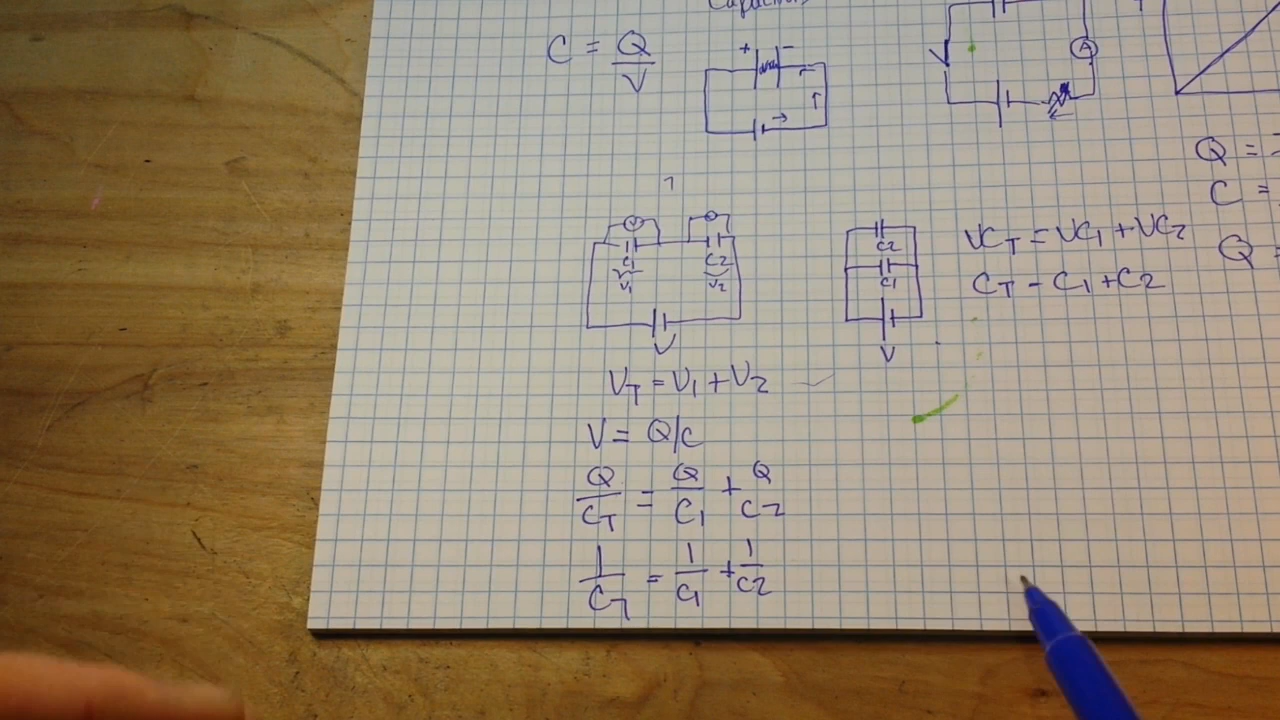 Capacitors
C = Q/V
+ -
V
A
Q =
C =
Q
V
C1
V1
C2
V2
V
C2
C1
V
VCT = VC1 + VC2
CT = C1 + C2
VT = V1 + V2
V = Q/C
Q/CT = Q/C1 + Q/C2
1/CT = 1/C1 + 1/C2